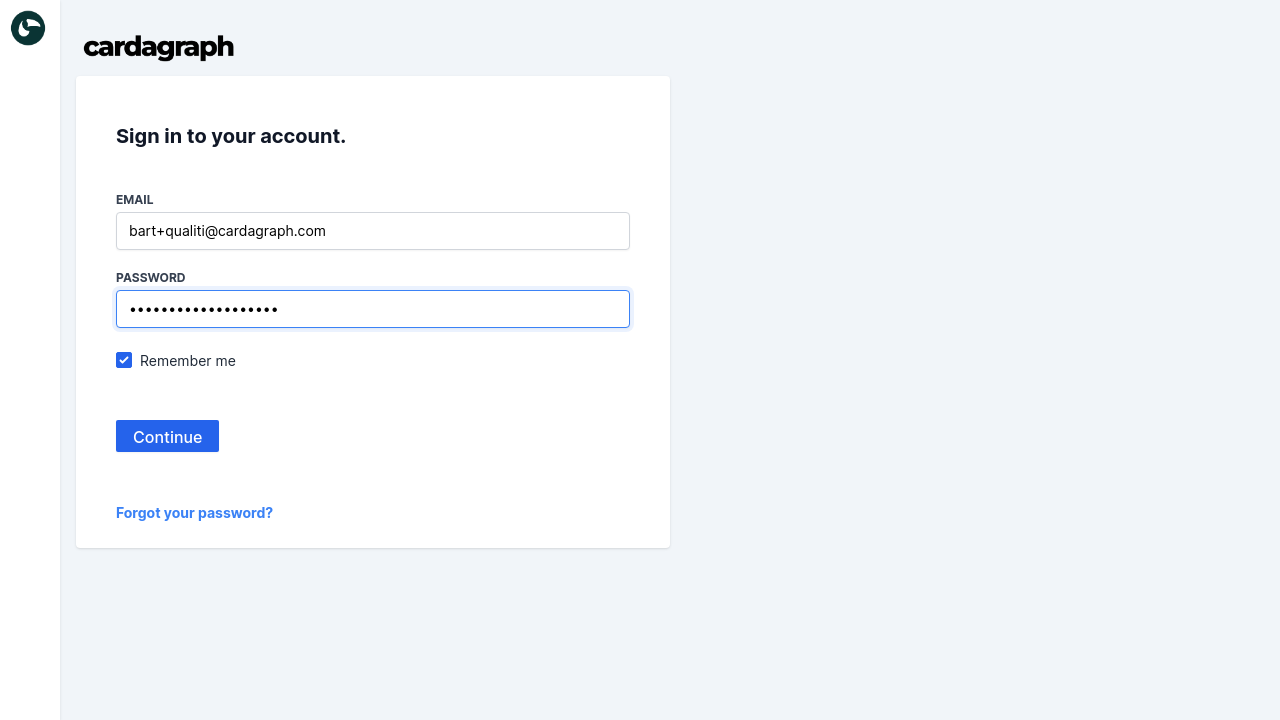 cardagraph
Sign in to your account.
EMAIL
bart+qualiti@cardagraph.com
PASSWORD
•••••••••••••••••••
Remember me
Continue
Forgot your password?